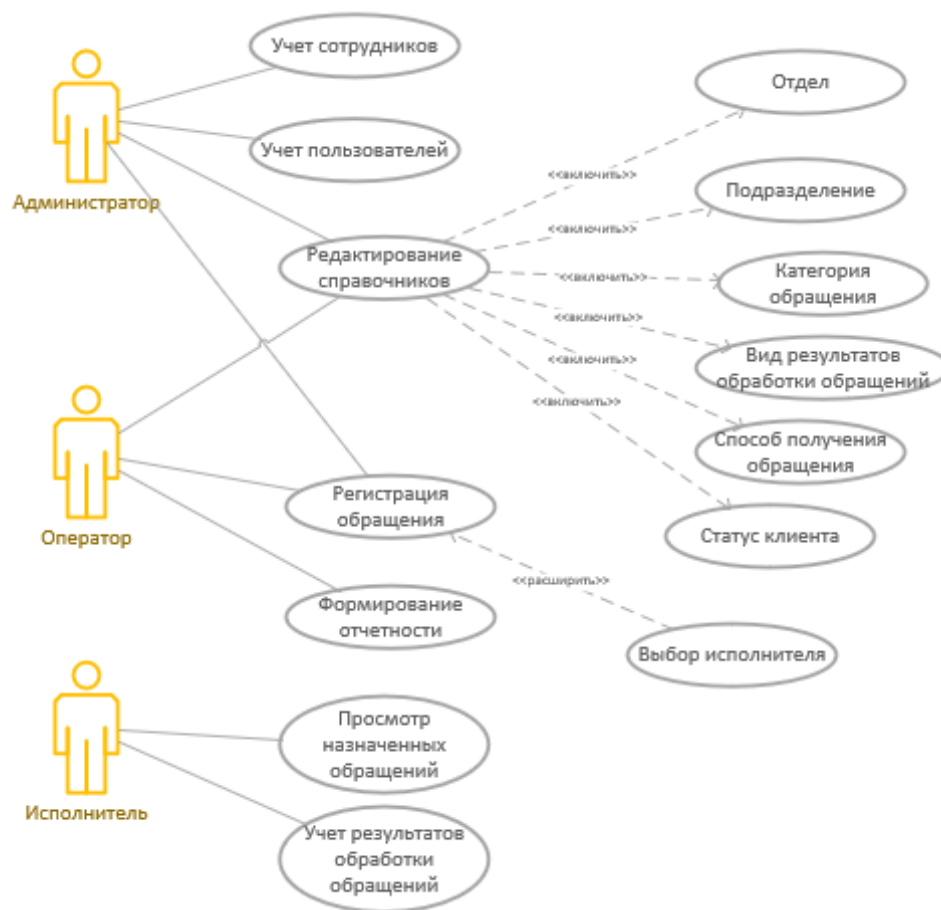 Учет сотрудников
Отдел
Учет пользователей
<<включить>>
Подразделение
Администратор
<<включить>>
Редактирование
справочников
<<включить>>
Категория
обращения
<<включить>>
Вид результатов
обработки обращений
<<включить>>
<<включить>>
Способ получения
обращения
Регистрация
обращения
Оператор
Статус клиента
<<расширить>>
Формирование
отчетности
Выбор исполнителя
Просмотр
назначенных
обращений
Исполнитель
Учет результатов
обработки
обращений